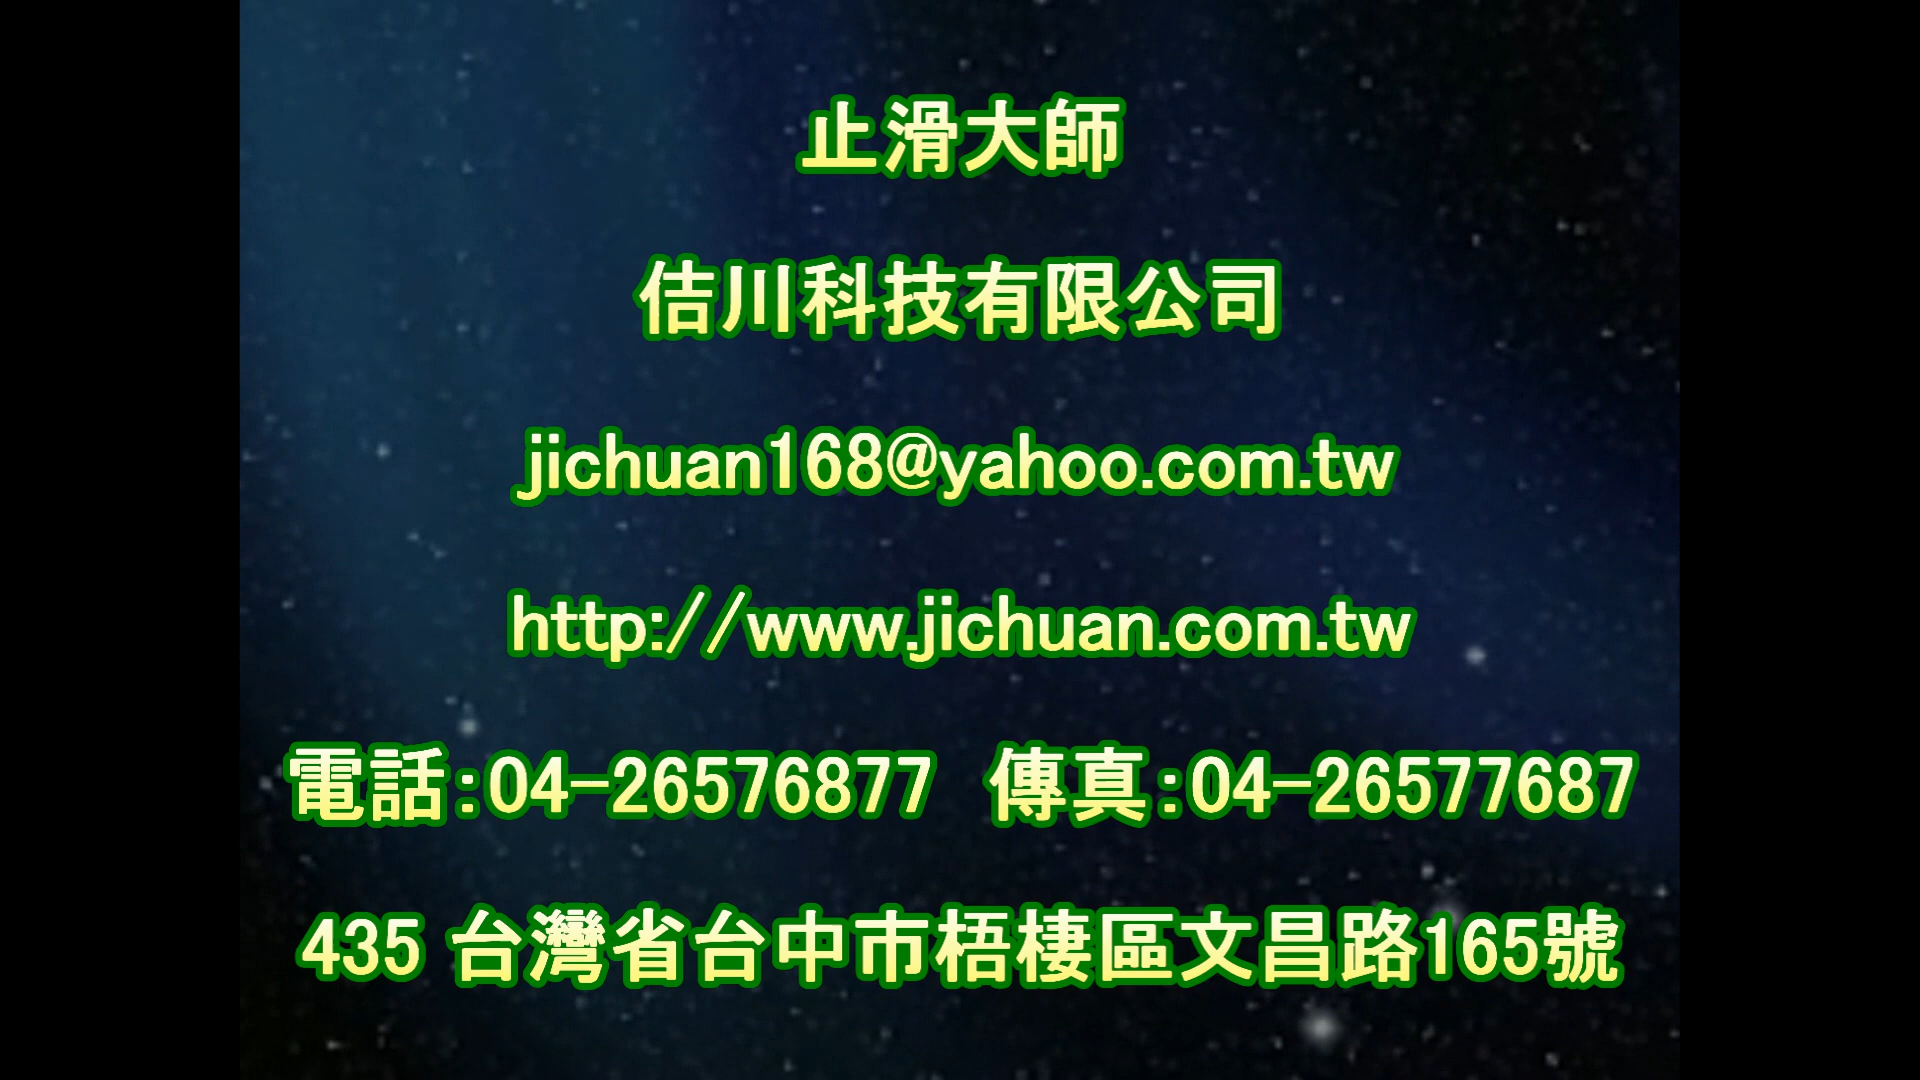 止滑大師
佶川科技有限公司
jichuan168@yahoo.com.tw
http://www.jichuan.com.tw
電話:04-26576877 傳真:04-26577687
435 台灣省台中市梧棲區文昌路165號